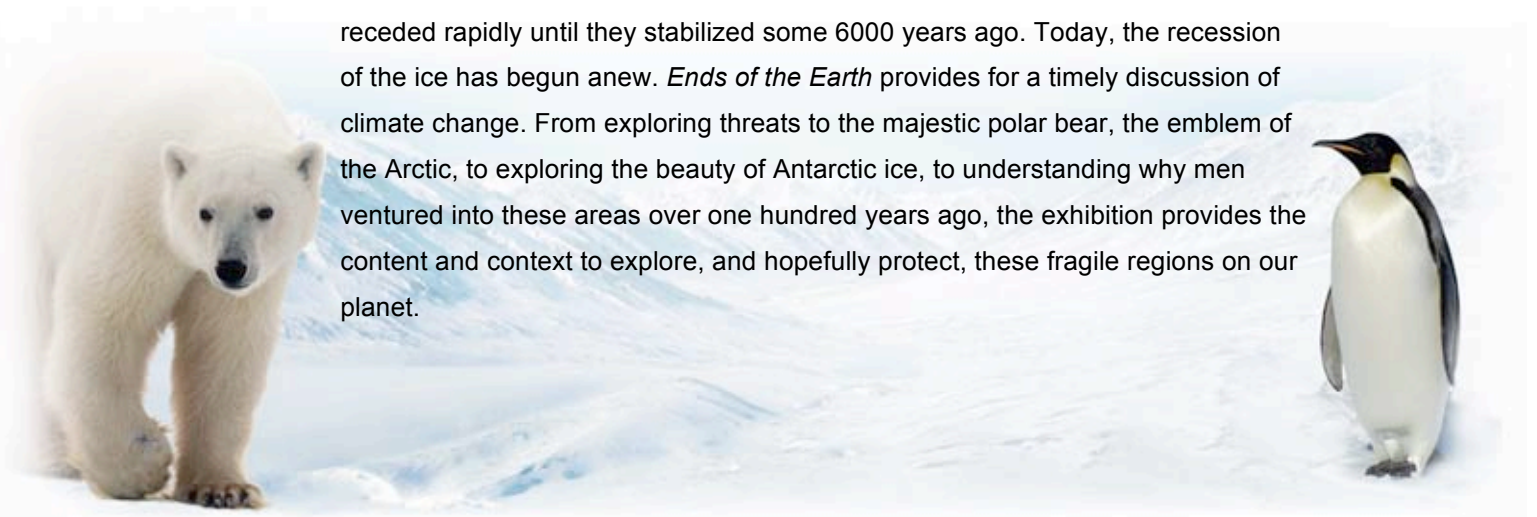 receded rapidly until they stabilized some 6000 years ago. Today, the recession
of the ice has begun anew. Ends of the Earth provides for a timely discussion of
climate change. From exploring threats to the majestic polar bear, the emblem of
the Arctic, to exploring the beauty of Antarctic ice, to understanding why men
ventured into these areas over one hundred years ago, the exhibition provides the
content and context to explore, and hopefully protect, these fragile regions on our
planet.